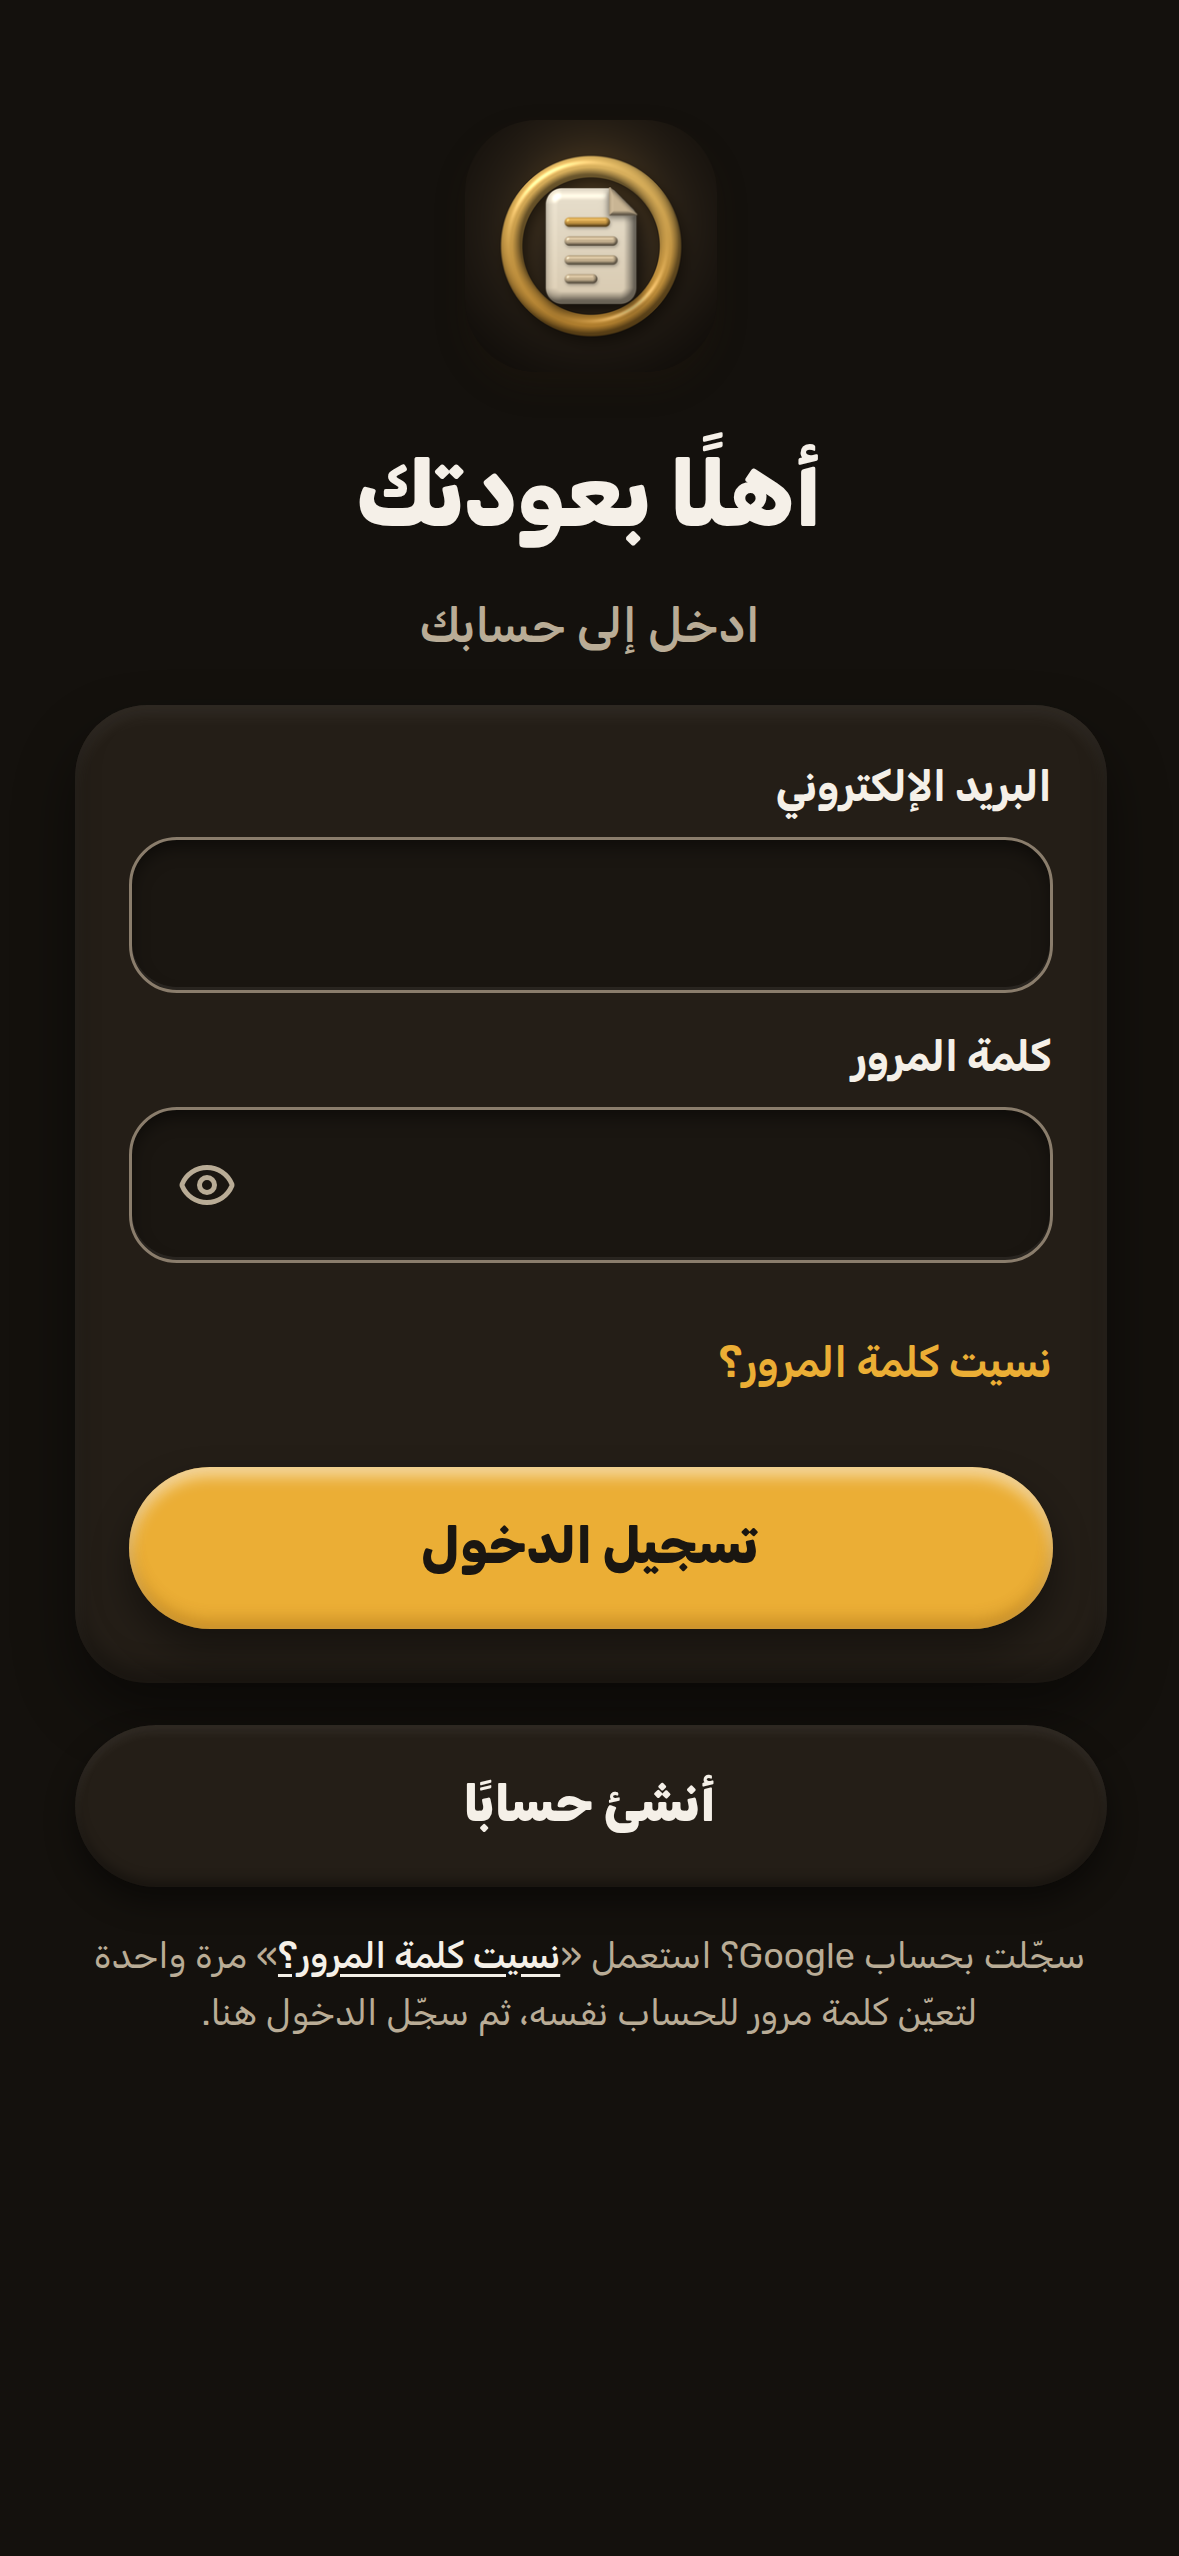 أهلًا بعودتك
ادخل إلى حسابك
البريد الإلكتروني
كلمة المرور
نسيت كلمة المرور؟
تسجيل الدخول
أنشئ حسابًا
سجّلت بحساب Google؟ استعمل «نسيت كلمة المرور؟» مرة واحدة
لتعيّن كلمة مرور للحساب نفسه، ثم سجّل الدخول هنا.